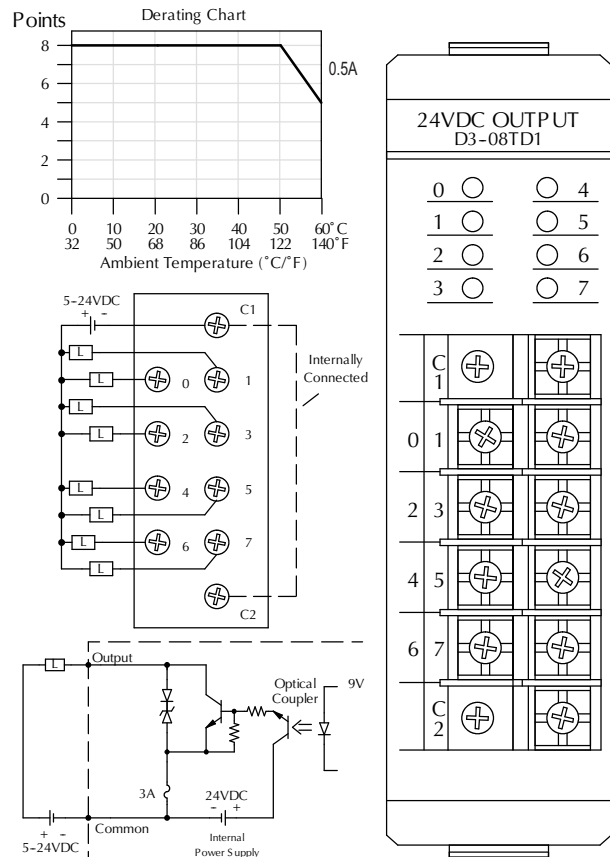 Points
Derating Chart
8
6
4
2
0
0.5A
0 10 20 30 40 50 60˚C
32 50 68 86 104 122 140˚F
Ambient Temperature (˚C/˚F)
5-24VDC
+ -
C1
L
L
0
1
L
L
2
3
Internally
Connected
L
4
5
L
L
6
7
L
C2
L
Output
Optical
Coupler
9V
3A
24VDC
- +
Common
Internal
Power Supply
+ -
5-24VDC
24VDC OUTPUT
D3-08TD1
0 4
1 5
2 6
3 7
C
1
0 1
2 3
4 5
6 7
C
2